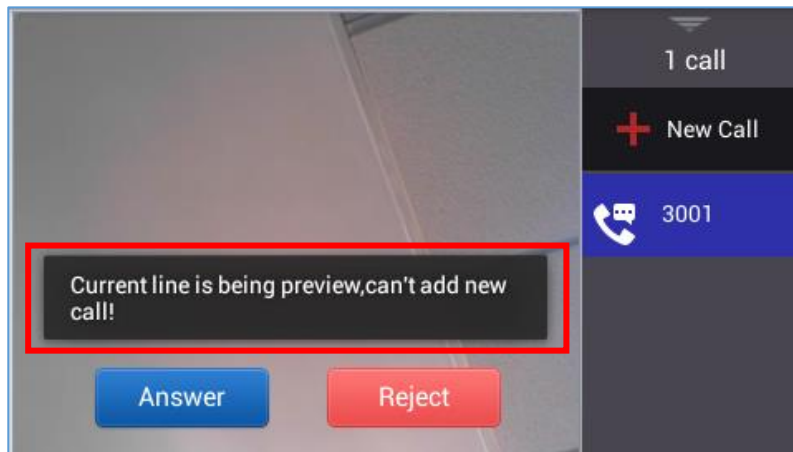 1 call
New Call
3001
Current line is being preview,can't add new
call!
Answer
Reject